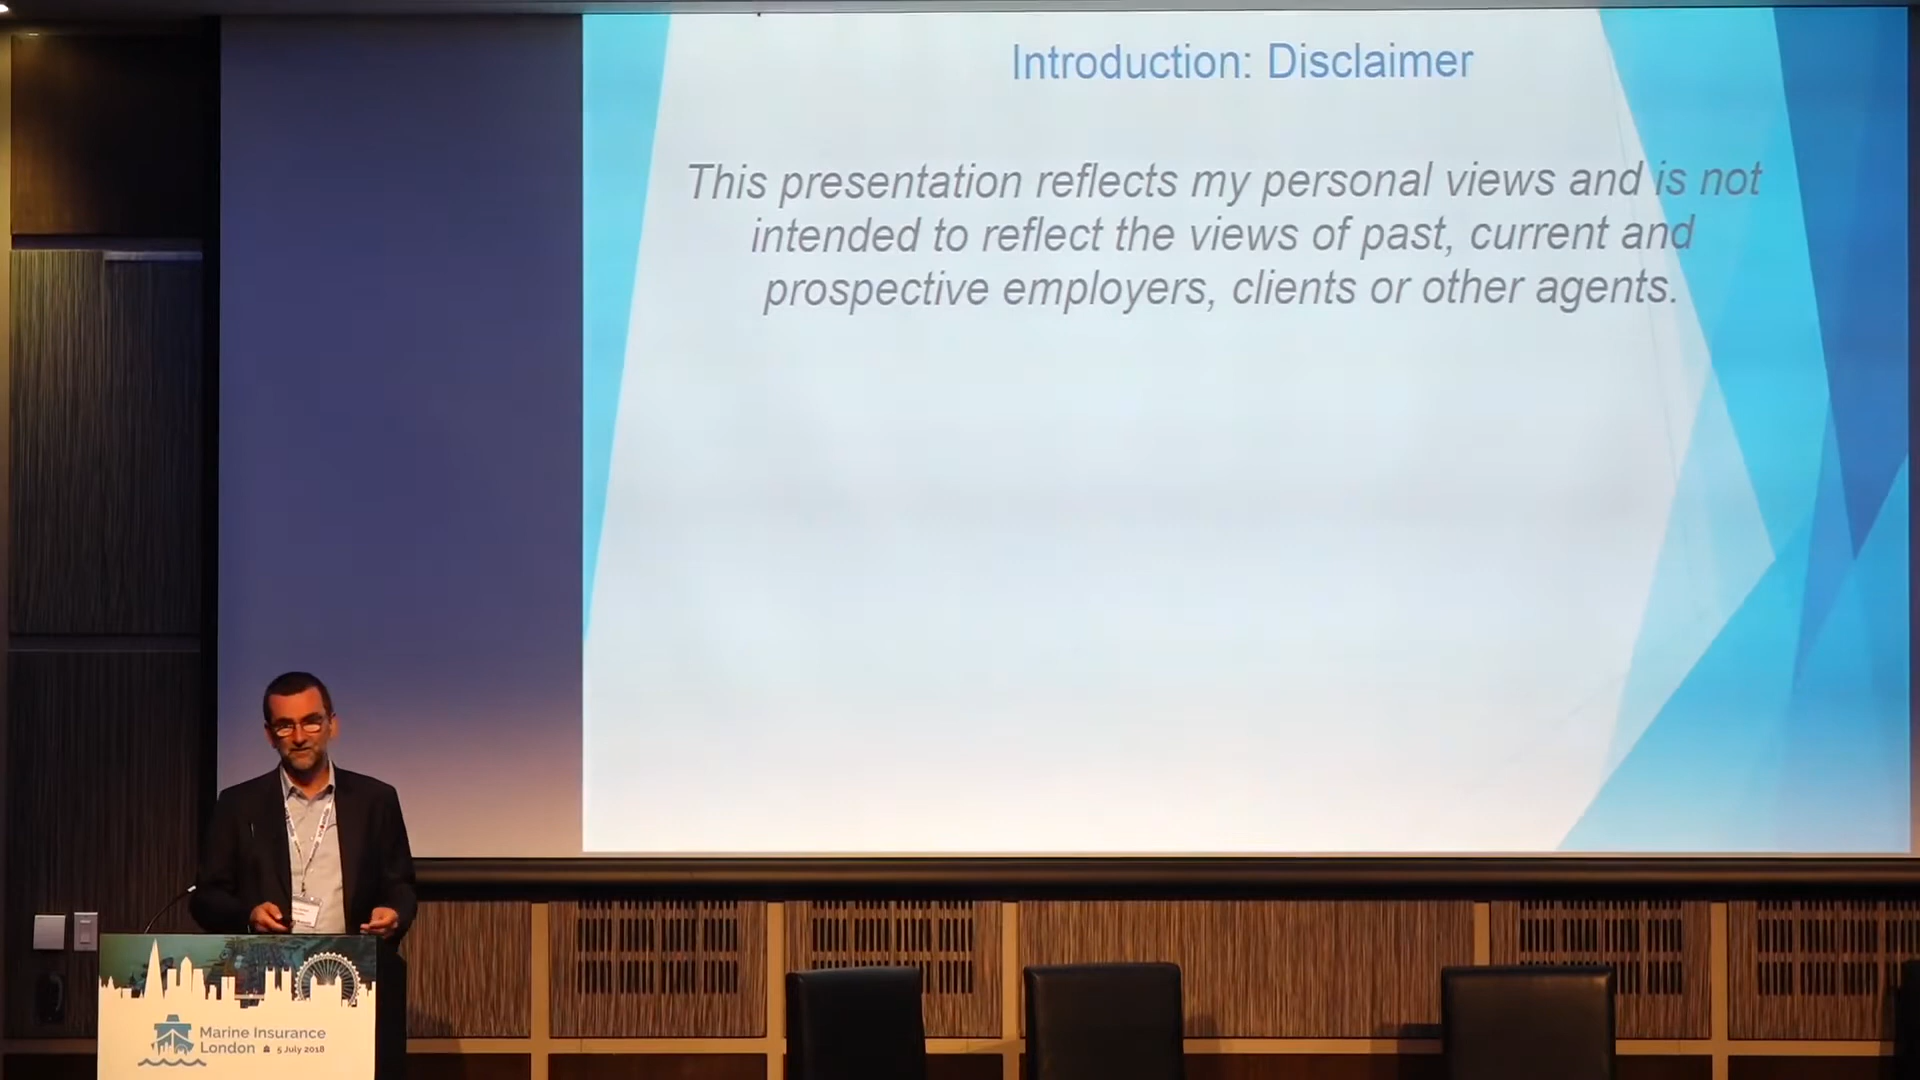 Introduction: Disclaimer
This presentation reflects my personal views and is not
intended to reflect the views of past, current and
prospective employers, clients or other agents.
Marine Insurance
London 5 July 2018